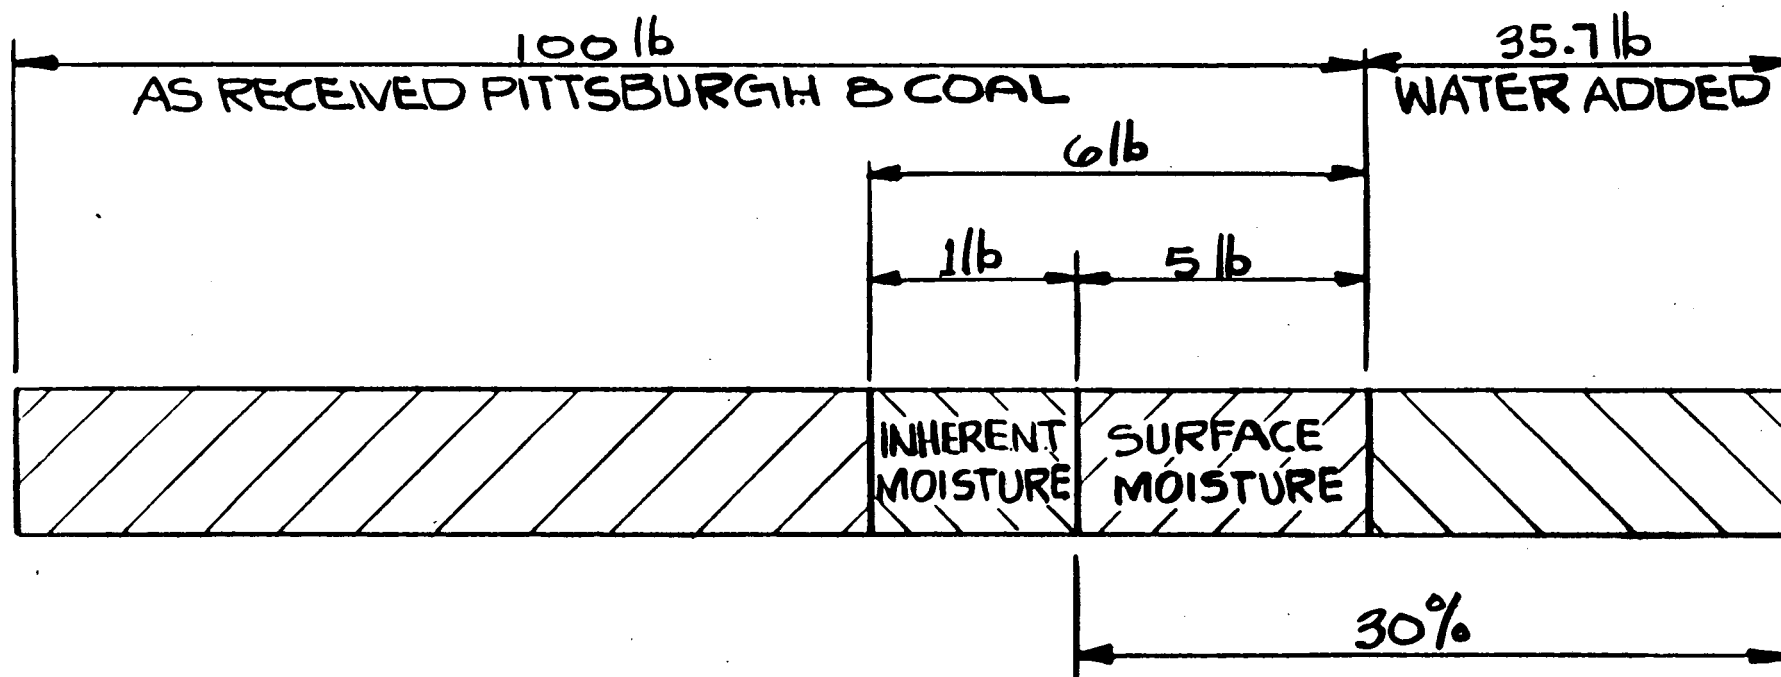 100 lb
35.7 lb
AS RECEIVED PITTSBURGH 8 COAL
WATER ADDED
6 lb
1 lb
5 lb
INHERENT
MOISTURE
SURFACE
MOISTURE
30%